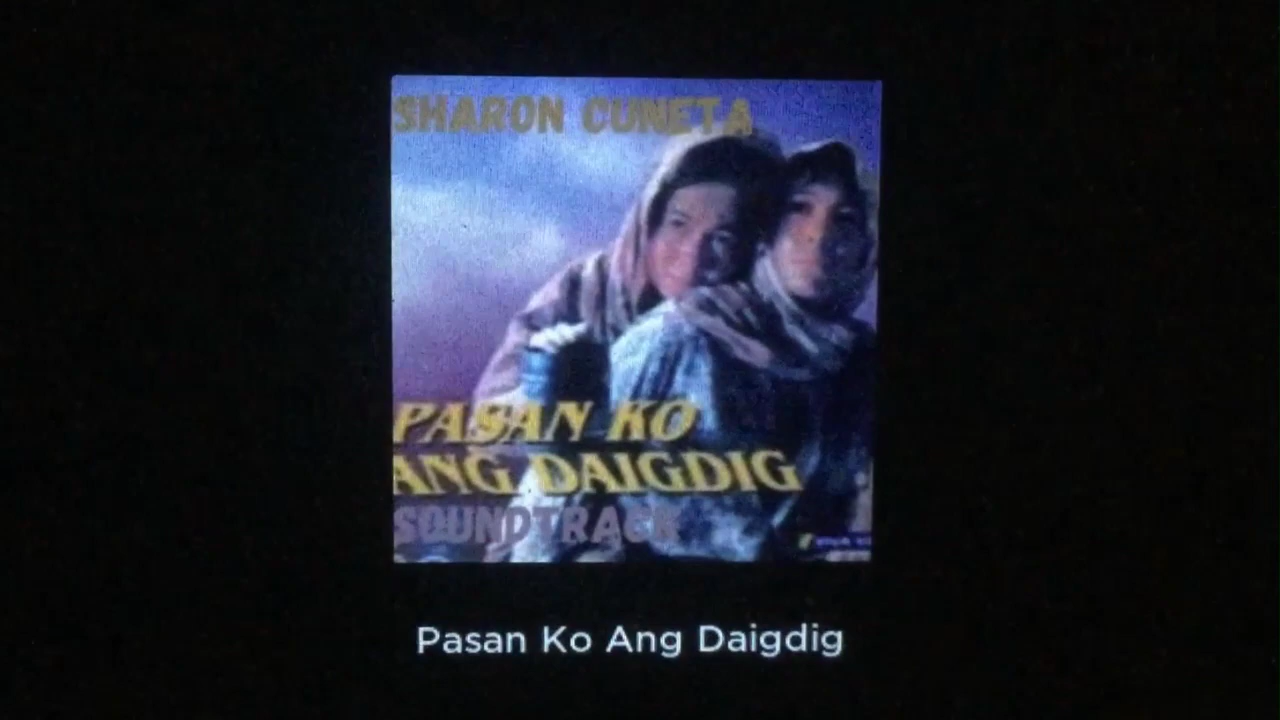 SHARON CUNETA
PASAN KO
ANG DAIGDIG
SOUNDTRACK
Pasan Ko Ang Daigdig